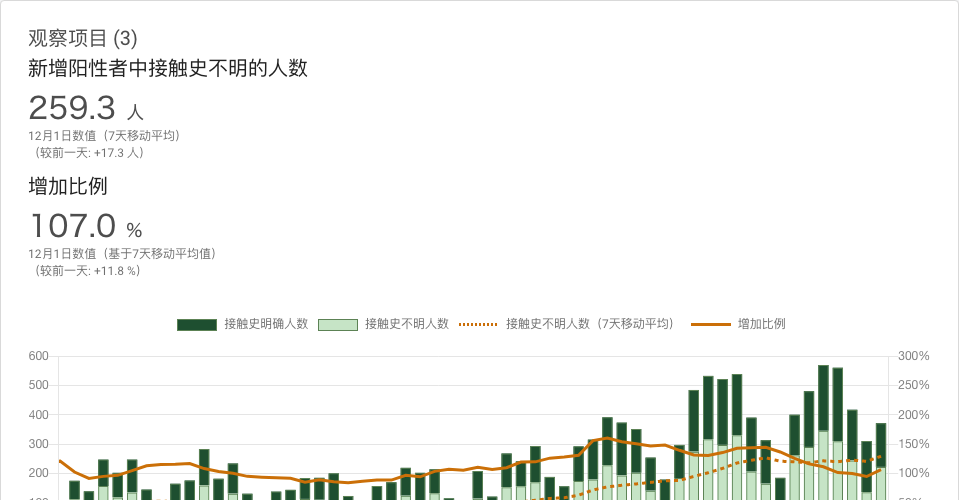 观察项目 (3)
新增阳性者中接触史不明的人数
259.3 人
12月1日数值（7天移动平均）
（较前一天: +17.3 人）
增加比例
107.0 %
12月1日数值（基于7天移动平均值）
（较前一天: +11.8 %）
接触史明确人数 接触史不明人数 接触史不明人数（7天移动平均） 增加比例
600 300%
500 250%
400 200%
300 150%
200 100%